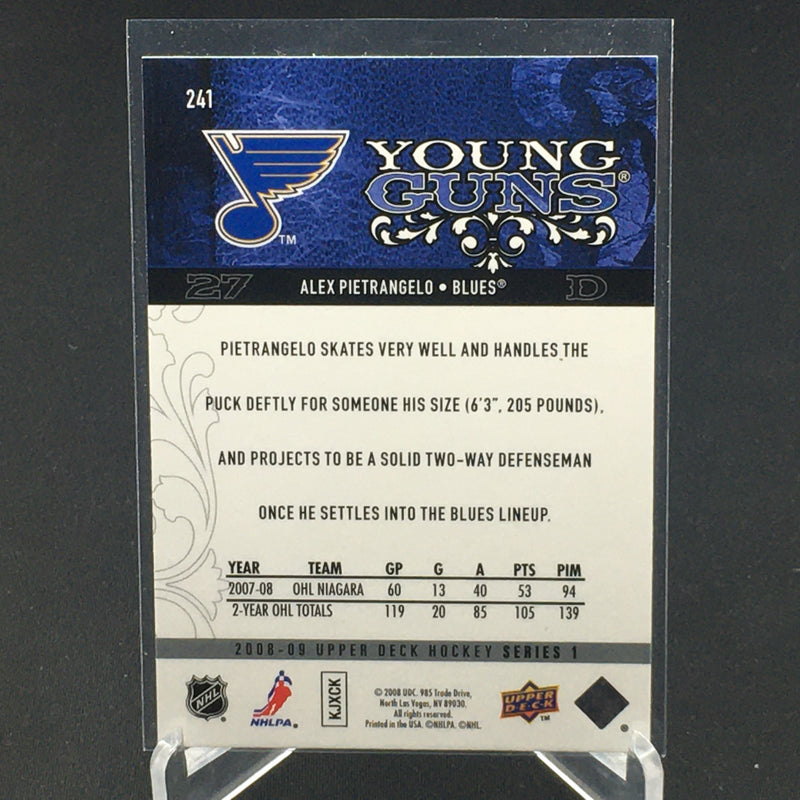 241
YOUNG
GUNS®
TM
27 ALEX PIETRANGELO • BLUES® D
PIETRANGELO SKATES VERY WELL AND HANDLES THE
PUCK DEFTLY FOR SOMEONE HIS SIZE (6'3", 205 POUNDS),
AND PROJECTS TO BE A SOLID TWO-WAY DEFENSEMAN
ONCE HE SETTLES INTO THE BLUES LINEUP.
YEAR TEAM GP G A PTS PIM
2007-08 OHL NIAGARA 60 13 40 53 94
2-YEAR OHL TOTALS 119 20 85 105 139
2008-09 UPPER DECK HOCKEY SERIES 1
NHL
NHLPA.
KJXCK
© 2008 UDC. 985 Trade Drive,
North Las Vegas, NV 89030.
All rights reserved.
Printed in the USA. ©NHLPA. ©NHL.
UPPER
DECK
TM